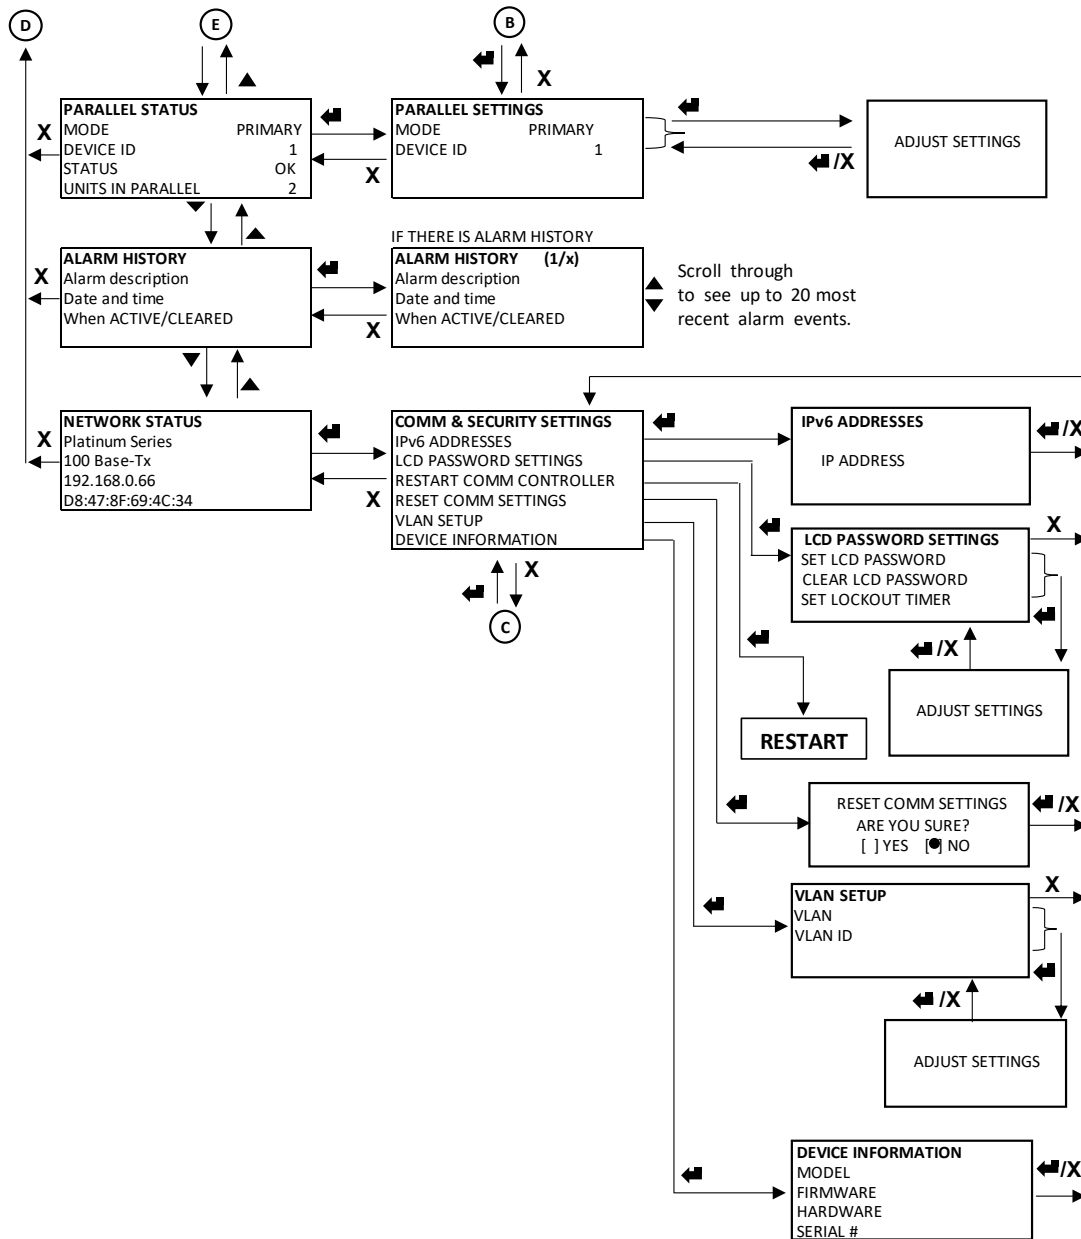 D
E
B
X
PARALLEL STATUS
MODE PRIMARY
DEVICE ID 1
STATUS OK
UNITS IN PARALLEL 2
X
X
PARALLEL SETTINGS
MODE PRIMARY
DEVICE ID 1
/X
ADJUST SETTINGS
IF THERE IS ALARM HISTORY
ALARM HISTORY
Alarm description
Date and time
When ACTIVE/CLEARED
X
X
ALARM HISTORY (1/x)
Alarm description
Date and time
When ACTIVE/CLEARED
Scroll through
to see up to 20 most
recent alarm events.
NETWORK STATUS
Platinum Series
100 Base-Tx
192.168.0.66
D8:47:8F:69:4C:34
X
X
COMM & SECURITY SETTINGS
IPv6 ADDRESSES
LCD PASSWORD SETTINGS
RESTART COMM CONTROLLER
RESET COMM SETTINGS
VLAN SETUP
DEVICE INFORMATION
X
C
IPv6 ADDRESSES
IP ADDRESS
/X
LCD PASSWORD SETTINGS
SET LCD PASSWORD
CLEAR LCD PASSWORD
SET LOCKOUT TIMER
X
/X
ADJUST SETTINGS
RESTART
RESET COMM SETTINGS
ARE YOU SURE?
[ ] YES [●] NO
/X
VLAN SETUP
VLAN
VLAN ID
X
/X
ADJUST SETTINGS
DEVICE INFORMATION
MODEL
FIRMWARE
HARDWARE
SERIAL #
/X